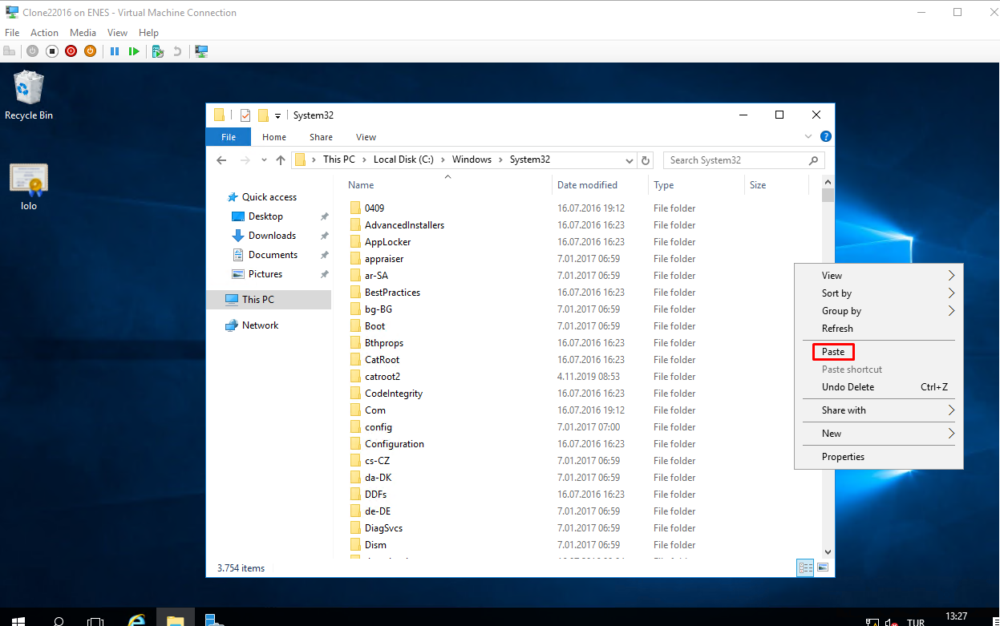 Clone22016 on ENES - Virtual Machine Connection
File Action Media View Help
Recycle Bin
lolo
System32
File Home Share View
This PC Local Disk (C:) Windows System32
Search System32
Quick access
Desktop
Downloads
Documents
Pictures
This PC
Network
Name Date modified Type Size
0409 16.07.2016 19:12 File folder
AdvancedInstallers 16.07.2016 16:23 File folder
AppLocker 16.07.2016 16:23 File folder
appraiser 7.01.2017 06:59 File folder
ar-SA 7.01.2017 06:59 File folder
BestPractices 16.07.2016 16:23 File folder
bg-BG 7.01.2017 06:59 File folder
Boot 7.01.2017 06:59 File folder
Bthprops 16.07.2016 16:23 File folder
CatRoot 16.07.2016 16:23 File folder
catroot2 4.11.2019 08:53 File folder
CodeIntegrity 16.07.2016 16:23 File folder
Com 16.07.2016 19:12 File folder
config 7.01.2017 07:00 File folder
Configuration 16.07.2016 16:23 File folder
cs-CZ 7.01.2017 06:59 File folder
da-DK 7.01.2017 06:59 File folder
DDFs 16.07.2016 16:23 File folder
de-DE 7.01.2017 06:59 File folder
DiagSvcs 7.01.2017 06:59 File folder
Dism 7.01.2017 06:59 File folder
3.754 items
View
Sort by
Group by
Refresh
Paste
Paste shortcut
Undo Delete Ctrl+Z
Share with
New
Properties
TUR
13:27